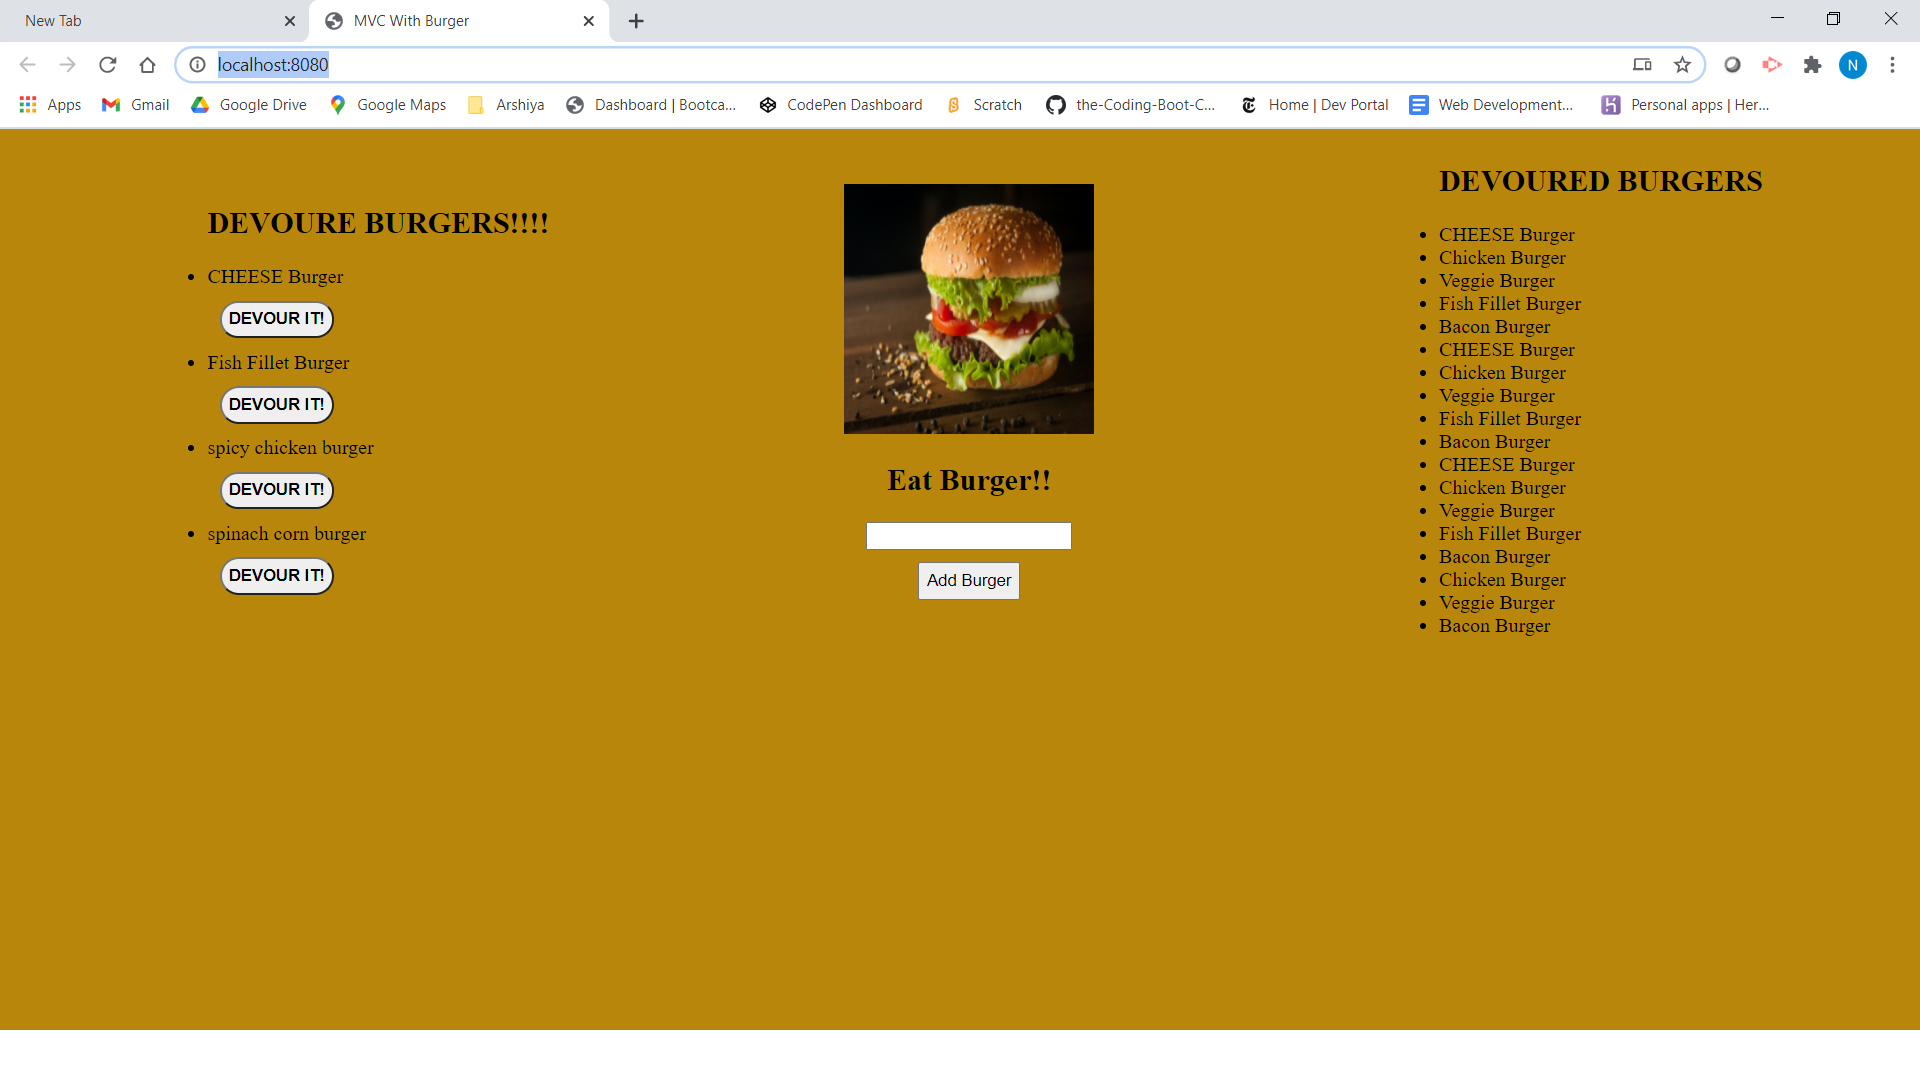 New Tab
MVC With Burger
localhost:8080
N
Apps
Gmail
Google Drive
Google Maps
Arshiya
Dashboard | Bootca...
CodePen Dashboard
Scratch
the-Coding-Boot-C...
Home | Dev Portal
Web Development...
Personal apps | Her...
DEVOURE BURGERS!!!!
CHEESE Burger
DEVOUR IT!
Fish Fillet Burger
DEVOUR IT!
spicy chicken burger
DEVOUR IT!
spinach corn burger
DEVOUR IT!
Eat Burger!!
Add Burger
DEVOURED BURGERS
CHEESE Burger
Chicken Burger
Veggie Burger
Fish Fillet Burger
Bacon Burger
CHEESE Burger
Chicken Burger
Veggie Burger
Fish Fillet Burger
Bacon Burger
CHEESE Burger
Chicken Burger
Veggie Burger
Fish Fillet Burger
Bacon Burger
Chicken Burger
Veggie Burger
Bacon Burger